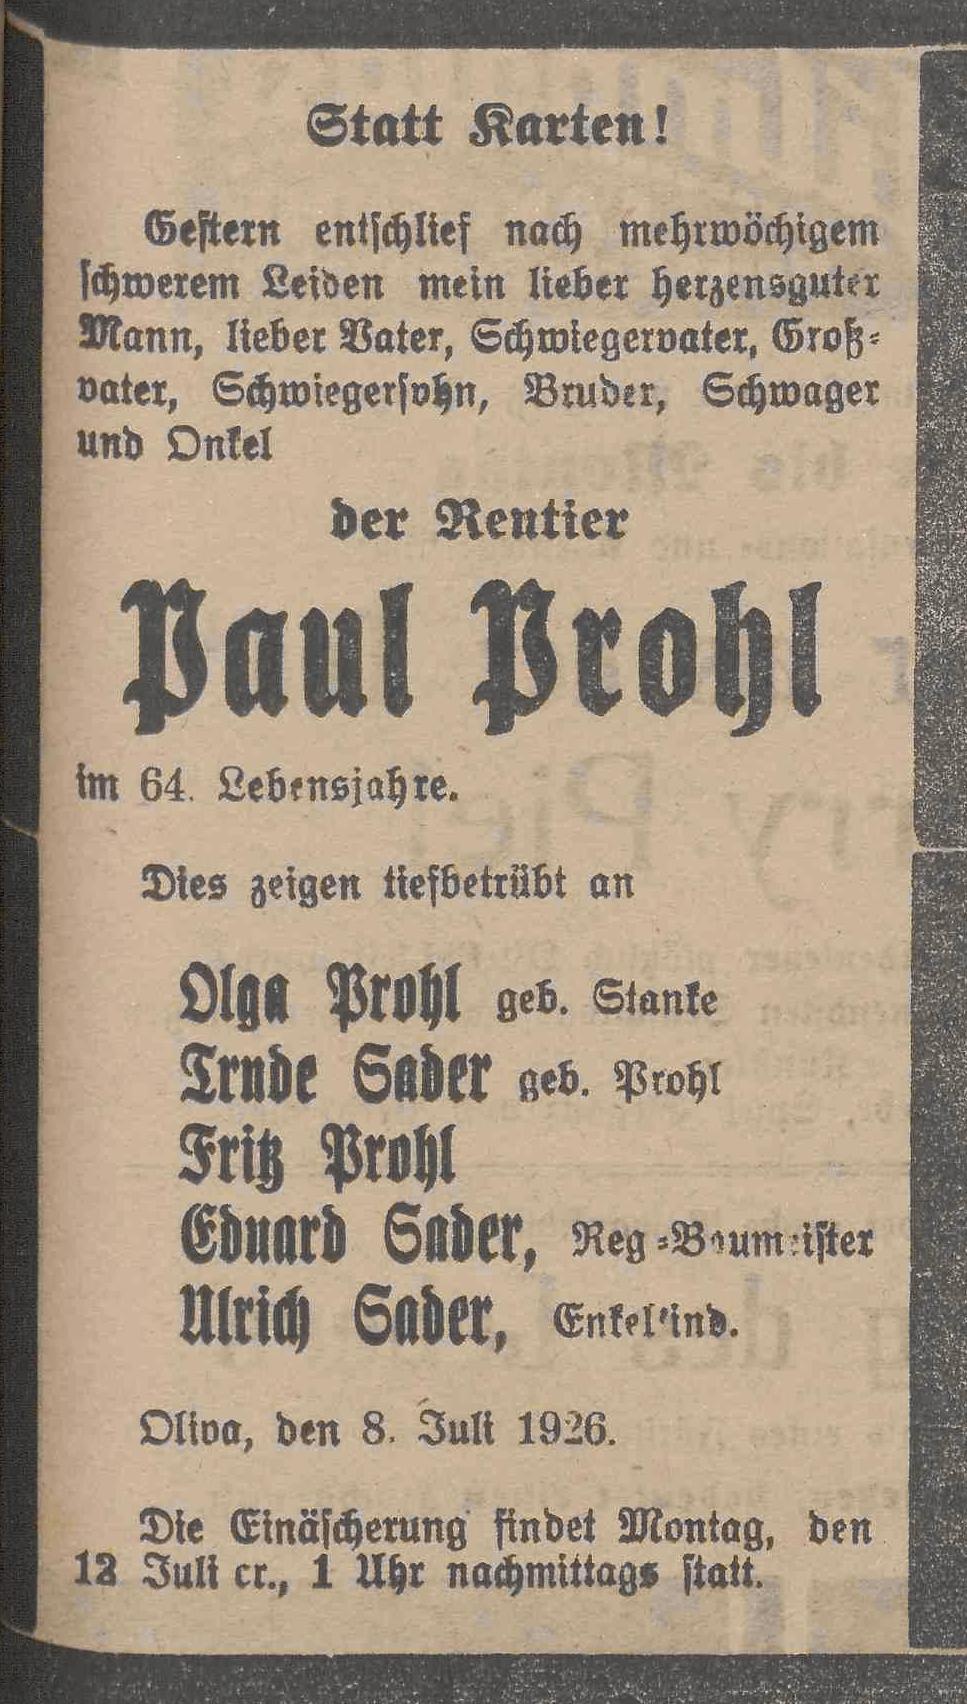 Statt Karten!
Gestern entschlief nach mehrwöchigem
schwerem Leiden mein lieber herzensguter
Mann, lieber Vater, Schwiegervater, Groß-
vater, Schwiegersohn, Bruder, Schwager
und Onkel
der Rentier
Paul Prohl
im 64. Lebensjahre.
Dies zeigen tiefbetrübt an
Olga Prohl geb. Stanke
Trude Sader geb. Prohl
Fritz Prohl
Eduard Sader, Reg-Baumeister
Ulrich Sader, Enkelkind.
Oliva, den 8. Juli 1926.
Die Einäscherung findet Montag, den
12 Juli cr., 1 Uhr nachmittags statt.